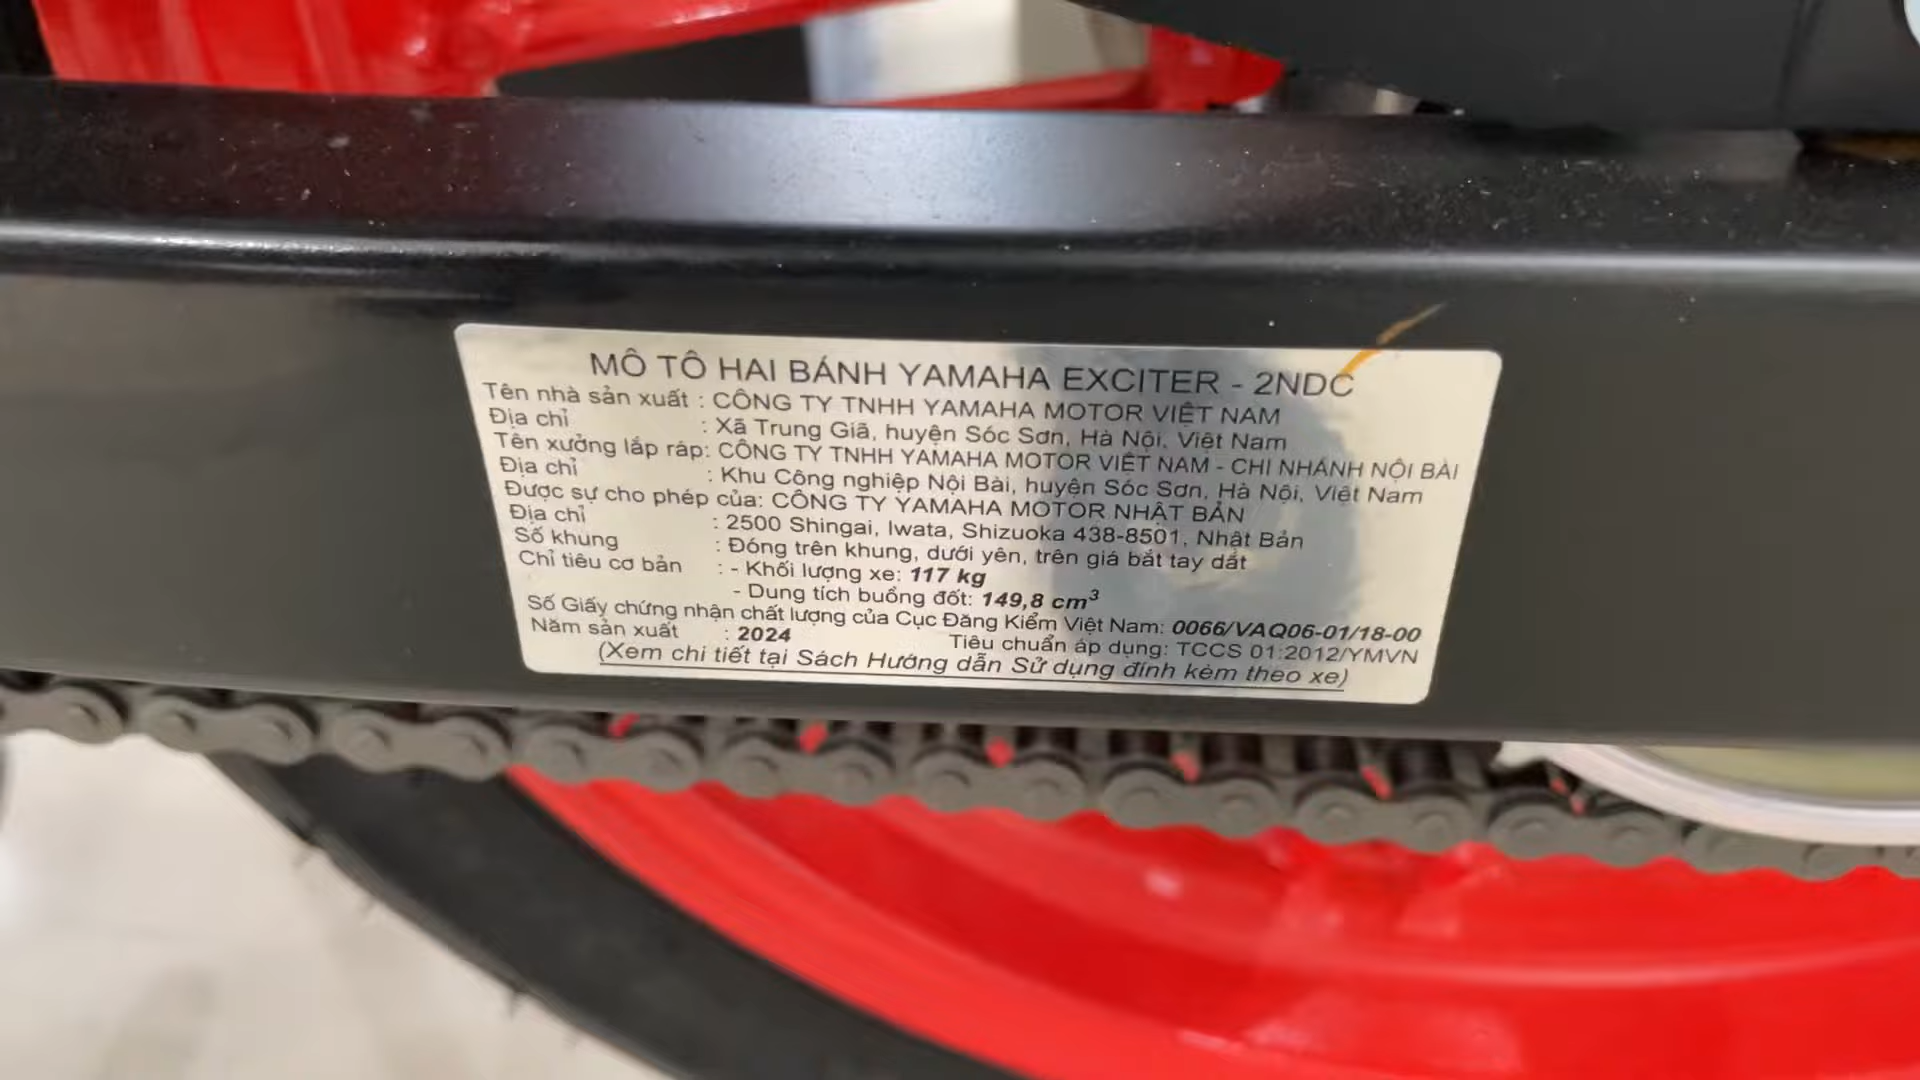 MÔ TÔ HAI BÁNH YAMAHA EXCITER - 2NDC
Tên nhà sản xuất : CÔNG TY TNHH YAMAHA MOTOR VIỆT NAM
Địa chỉ : Xã Trung Giã, huyện Sóc Sơn, Hà Nội, Việt Nam
Tên xưởng lắp ráp: CÔNG TY TNHH YAMAHA MOTOR VIỆT NAM - CHI NHÁNH NỘI BÀI
Địa chỉ : Khu Công nghiệp Nội Bài, huyện Sóc Sơn, Hà Nội, Việt Nam
Được sự cho phép của: CÔNG TY YAMAHA MOTOR NHẬT BẢN
Địa chỉ : 2500 Shingai, Iwata, Shizuoka 438-8501, Nhật Bản
Số khung : Đóng trên khung, dưới yên, trên giá bắt tay dắt
Chỉ tiêu cơ bản : - Khối lượng xe: 117 kg
- Dung tích buồng đốt: 149,8 cm³
Số Giấy chứng nhận chất lượng của Cục Đăng Kiểm Việt Nam: 0066/VAQ06-01/18-00
Năm sản xuất : 2024 Tiêu chuẩn áp dụng: TCCS 01:2012/YMVN
(Xem chi tiết tại Sách Hướng dẫn Sử dụng đính kèm theo xe)